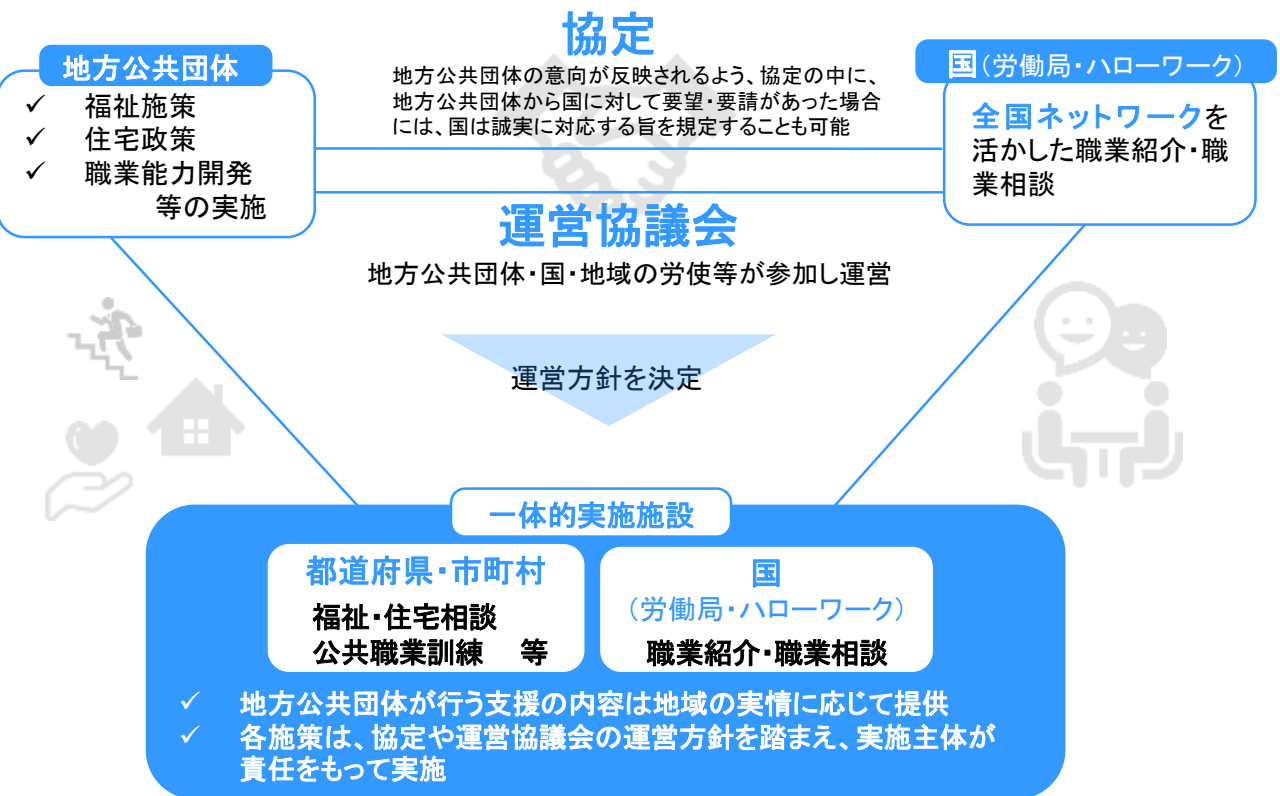 協定
地方公共団体の意向が反映されるよう、協定の中に、
地方公共団体から国に対して要望・要請があった場合
には、国は誠実に対応する旨を規定することも可能
地方公共団体
✓ 福祉施策
✓ 住宅政策
✓ 職業能力開発
等の実施
国（労働局・ハローワーク）
全国ネットワークを
活かした職業紹介・職
業相談
運営協議会
地方公共団体・国・地域の労使等が参加し運営
運営方針を決定
一体的実施施設
都道府県・市町村
福祉・住宅相談
公共職業訓練　等
国
（労働局・ハローワーク）
職業紹介・職業相談
✓ 地方公共団体が行う支援の内容は地域の実情に応じて提供
✓ 各施策は、協定や運営協議会の運営方針を踏まえ、実施主体が
責任をもって実施